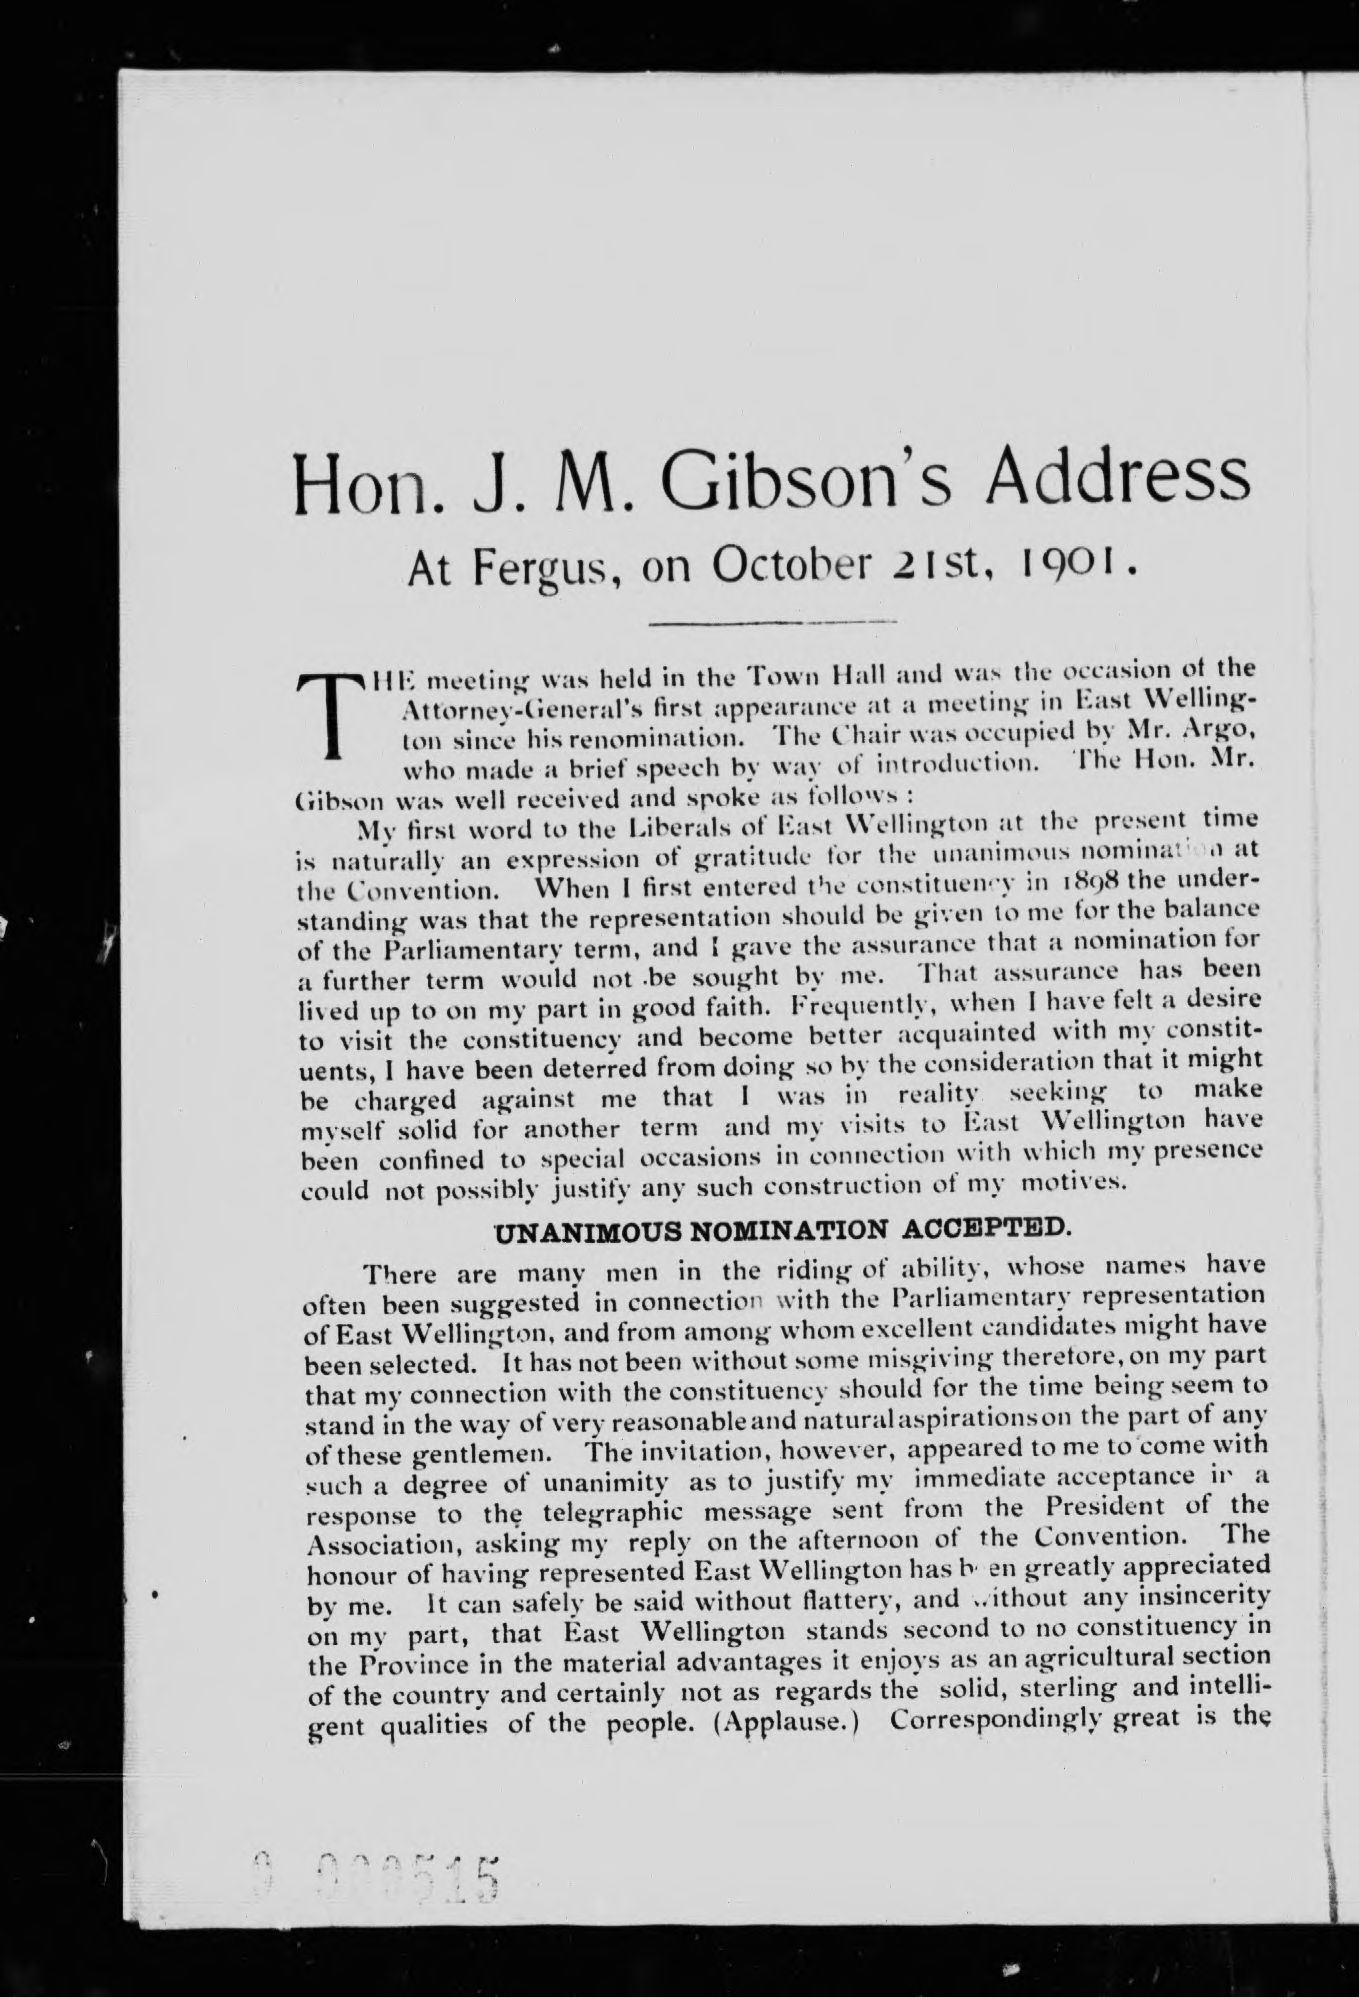 Hon. J. M. Gibson's Address
At Fergus, on October 21st, 1901.
THE meeting was held in the Town Hall and was the occasion of the
Attorney-General's first appearance at a meeting in East Welling-
ton since his renomination. The Chair was occupied by Mr. Argo,
who made a brief speech by way of introduction. The Hon. Mr.
Gibson was well received and spoke as follows :
My first word to the Liberals of East Wellington at the present time
is naturally an expression of gratitude for the unanimous nomination at
the Convention. When I first entered the constituency in 1898 the under-
standing was that the representation should be given to me for the balance
of the Parliamentary term, and I gave the assurance that a nomination for
a further term would not be sought by me. That assurance has been
lived up to on my part in good faith. Frequently, when I have felt a desire
to visit the constituency and become better acquainted with my constit-
uents, I have been deterred from doing so by the consideration that it might
be charged against me that I was in reality seeking to make
myself solid for another term and my visits to East Wellington have
been confined to special occasions in connection with which my presence
could not possibly justify any such construction of my motives.
UNANIMOUS NOMINATION ACCEPTED.
There are many men in the riding of ability, whose names have
often been suggested in connection with the Parliamentary representation
of East Wellington, and from among whom excellent candidates might have
been selected. It has not been without some misgiving therefore, on my part
that my connection with the constituency should for the time being seem to
stand in the way of very reasonable and natural aspirations on the part of any
of these gentlemen. The invitation, however, appeared to me to come with
such a degree of unanimity as to justify my immediate acceptance in a
response to the telegraphic message sent from the President of the
Association, asking my reply on the afternoon of the Convention. The
honour of having represented East Wellington has been greatly appreciated
by me. It can safely be said without flattery, and without any insincerity
on my part, that East Wellington stands second to no constituency in
the Province in the material advantages it enjoys as an agricultural section
of the country and certainly not as regards the solid, sterling and intelli-
gent qualities of the people. (Applause.) Correspondingly great is the